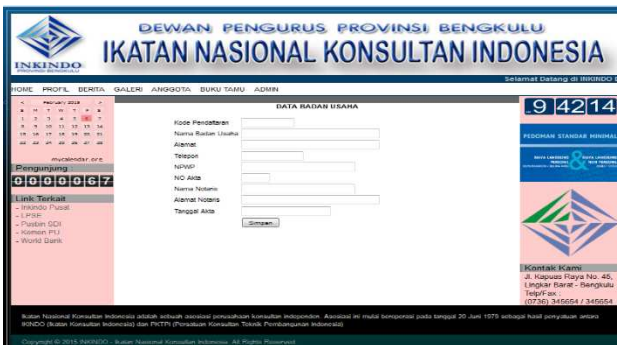 DEWAN PENGURUS PROVINSI BENGKULU
INKINDO
PROVINSI BENGKULU
IKATAN NASIONAL KONSULTAN INDONESIA
Selamat Datang di INKINDO
HOME PROFIL BERITA GALERI ANGGOTA BUKU TAMU ADMIN
February 2015
mycalendar.org
Pengunjung :
0000067
Link Terkait
- Inkindo Pusat
- LPSE
- Pusbin SDI
- Kemen PU
- World Bank
DATA BADAN USAHA
Kode Pendaftaran
Nama Badan Usaha
Alamat
Telepon
NPWP
NO Akta
Nama Notaris
Alamat Notaris
Tanggal Akta
Simpan
9 42 14
PEDOMAN STANDAR MINIMAL
Kontak Kami
Jl. Kapuas Raya No. 45,
Lingkar Barat - Bengkulu
Telp/Fax :
(0736) 345654 / 345654
Ikatan Nasional Konsultan Indonesia adalah sebuah asosiasi perusahaan konsultan independen. Asosiasi ini mulai beroperasi pada tanggal 20 Juni 1979 sebagai hasil penyatuan antara
IKINDO (Ikatan Konsultan Indonesia) dan PKTPI (Persatuan Konsultan Teknik Pembangunan Indonesia)
Copyright © 2015 INKINDO - Ikatan Nasional Konsultan Indonesia. All Rights Reserved